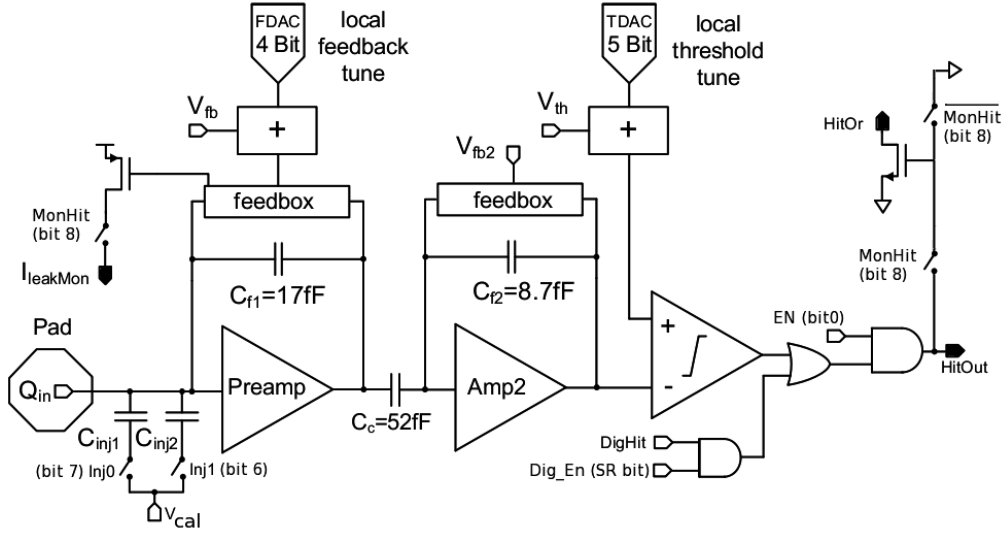 FDAC
4 Bit
local
feedback
tune
TDAC
5 Bit
local
threshold
tune
Vfb
+
Vth
+
Vfb2
HitOr
MonHit
(bit 8)
feedbox
feedbox
MonHit
(bit 8)
IleakMon
MonHit
(bit 8)
Cf1=17fF
Cf2=8.7fF
Pad
EN (bit0)
+
Qin
Preamp
Amp2
-
HitOut
Cc=52fF
Cinj1
Cinj2
DigHit
(bit 7) Inj0
Inj1 (bit 6)
Dig_En (SR bit)
Vcal